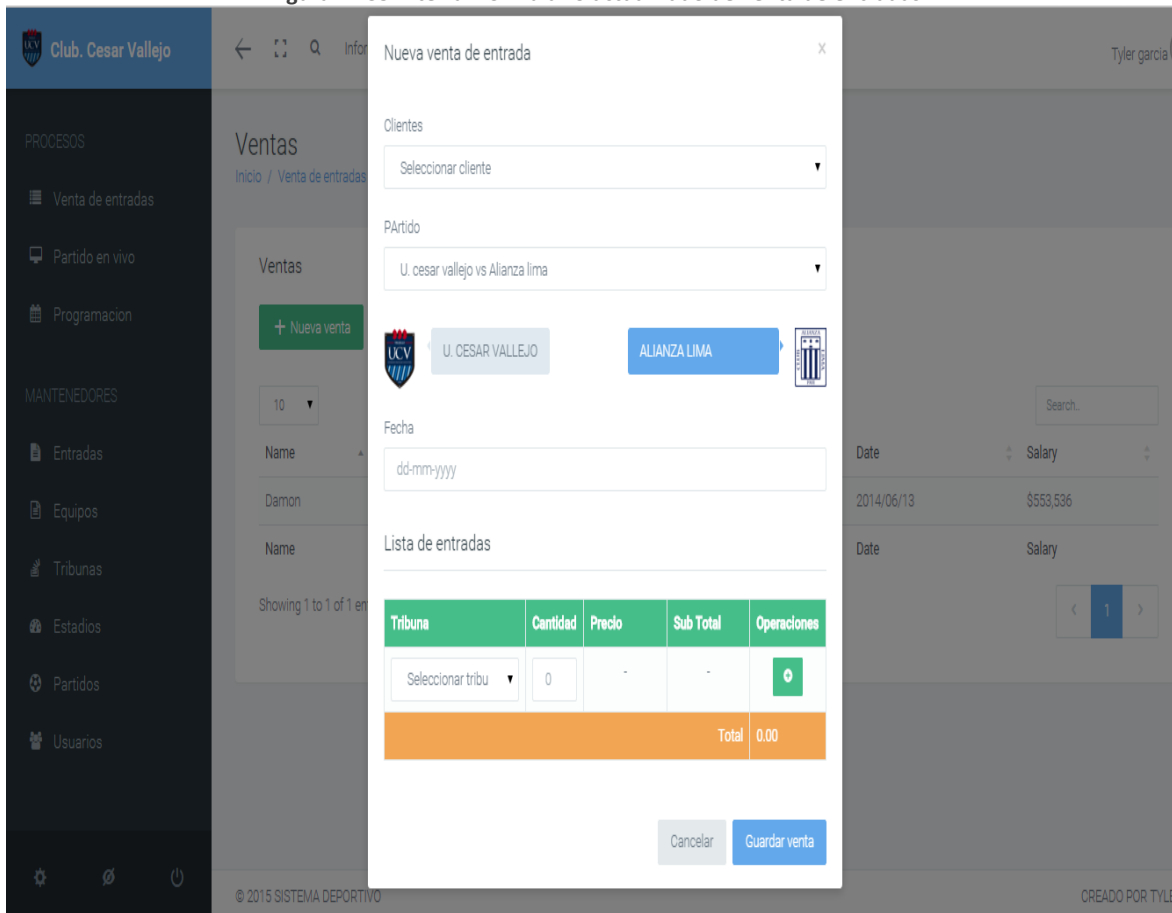 Club. Cesar Vallejo
Tyler garcia
PROCESOS
Venta de entradas
Partido en vivo
Programacion
MANTENEDORES
Entradas
Equipos
Tribunas
Estadios
Partidos
Usuarios
Ventas
Inicio / Venta de entradas
Ventas
+ Nueva venta
10
Search..
Name Date Salary
Damon 2014/06/13 $553,536
Name Date Salary
Showing 1 to 1 of 1
1
Nueva venta de entrada X
Clientes
Seleccionar cliente
PArtido
U. cesar vallejo vs Alianza lima
UCV U. CESAR VALLEJO ALIANZA LIMA
Fecha
dd-mm-yyyy
Lista de entradas
Tribuna Cantidad Precio Sub Total Operaciones
Seleccionar tribu 0 - -
Total 0.00
Cancelar Guardar venta
© 2015 SISTEMA DEPORTIVO
CREADO POR